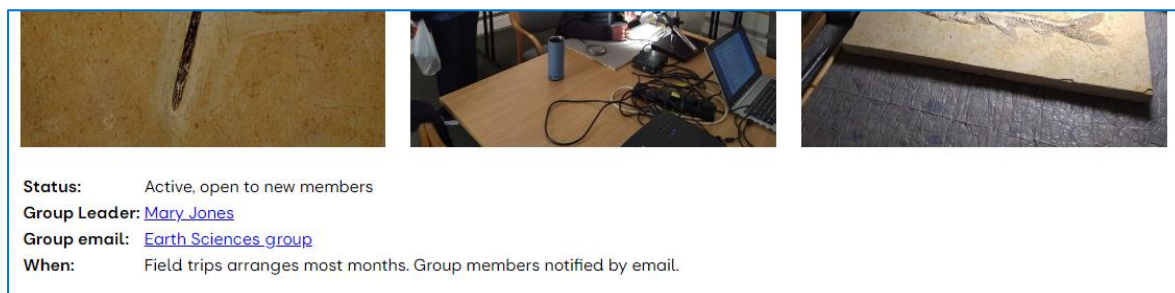 Status: Active, open to new members
Group Leader: Mary Jones
Group email: Earth Sciences group
When: Field trips arranges most months. Group members notified by email.